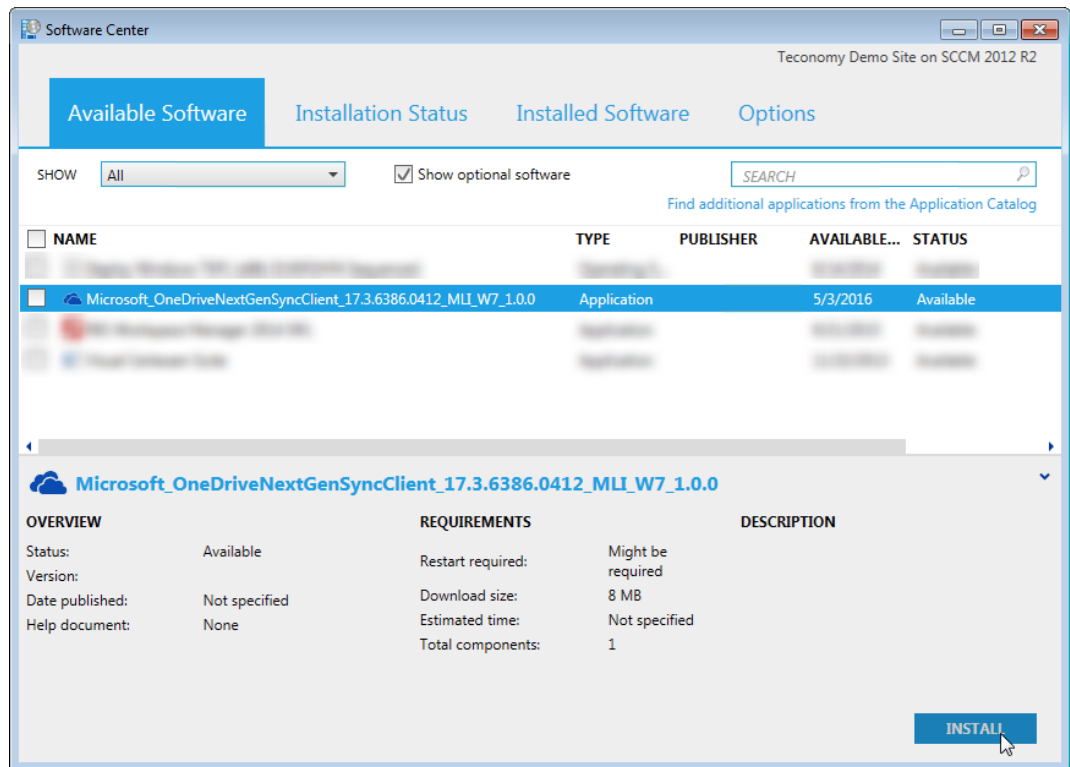 Software Center
Teconomy Demo Site on SCCM 2012 R2
Available Software Installation Status Installed Software Options
SHOW All Show optional software SEARCH
Find additional applications from the Application Catalog
NAME TYPE PUBLISHER AVAILABLE... STATUS
Microsoft_OneDriveNextGenSyncClient_17.3.6386.0412_MLI_W7_1.0.0 Application 5/3/2016 Available
Microsoft_OneDriveNextGenSyncClient_17.3.6386.0412_MLI_W7_1.0.0
OVERVIEW REQUIREMENTS DESCRIPTION
Status: Available Restart required: Might be required
Version:
Date published: Not specified Download size: 8 MB
Help document: None Estimated time: Not specified
Total components: 1
INSTALL